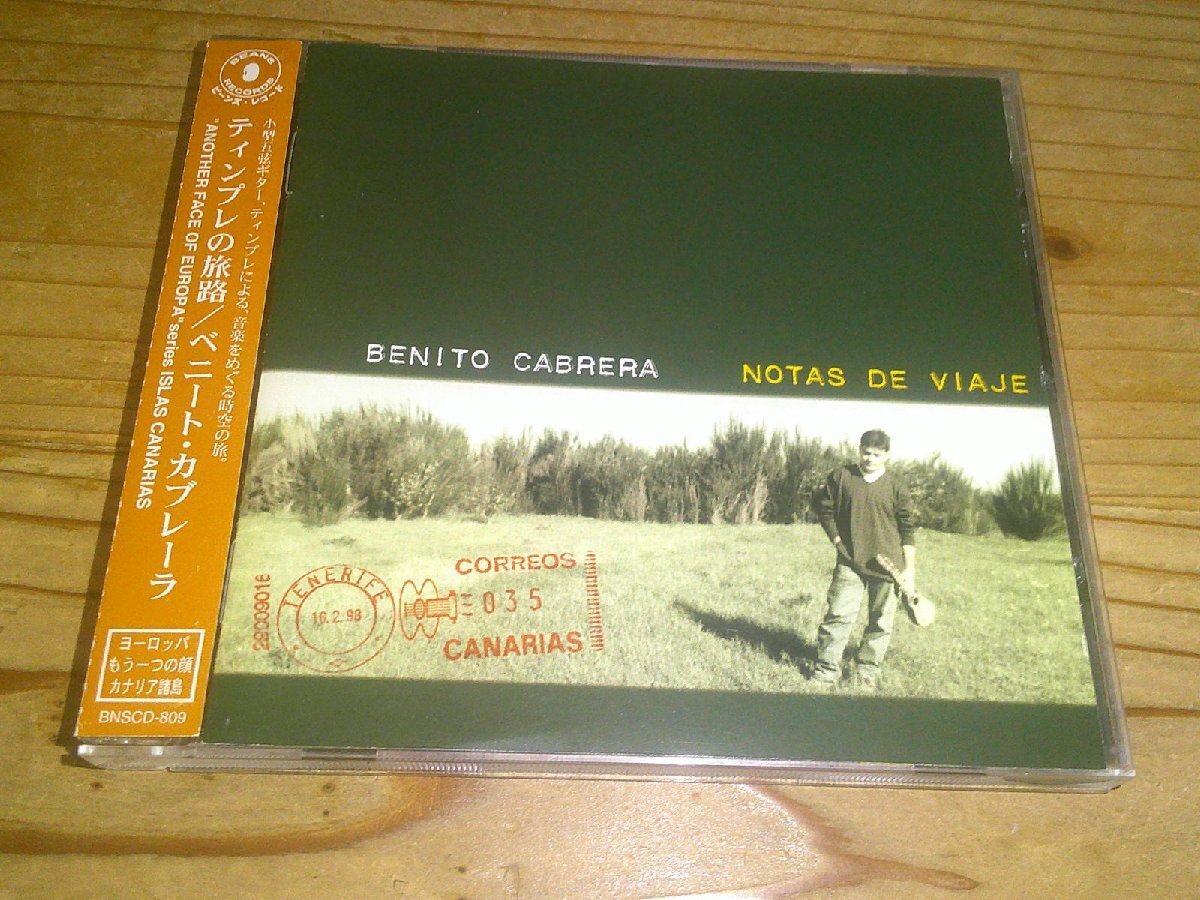 BEANS
RECORDS
ビーンズ・レコード
小型五弦ギター、ティンプレによる、音楽をめぐる時空の旅。
ティンプレの旅路／ベニート・カブレーラ
"ANOTHER FACE OF EUROPA" series ISLAS CANARIAS
ヨーロッパ
もう一つの顔
カナリア諸島
BNSCD-809
BENITO CABRERA
NOTAS DE VIAJE
TENERIFE
16.2.98
CORREOS
035
CANARIAS